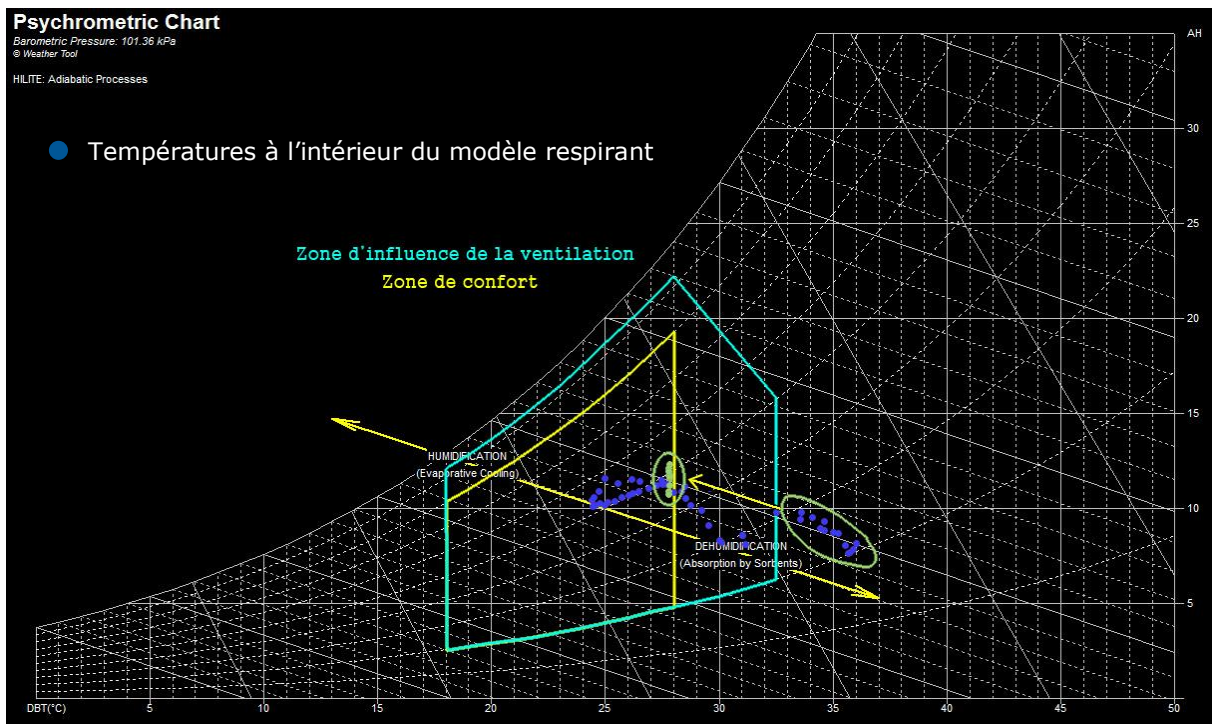 Psychrometric Chart
Barometric Pressure: 101.36 kPa
© Weather Tool
HILITE: Adiabatic Processes
AH
Températures à l'intérieur du modèle respirant
30
25
Zone d'influence de la ventilation
Zone de confort
20
15
HUMIDIFICATION
(Evaporative Cooling)
10
DEHUMIDIFICATION
(Absorption by Sorbents)
5
DBT(°C) 5 10 15 20 25 30 35 40 45 50